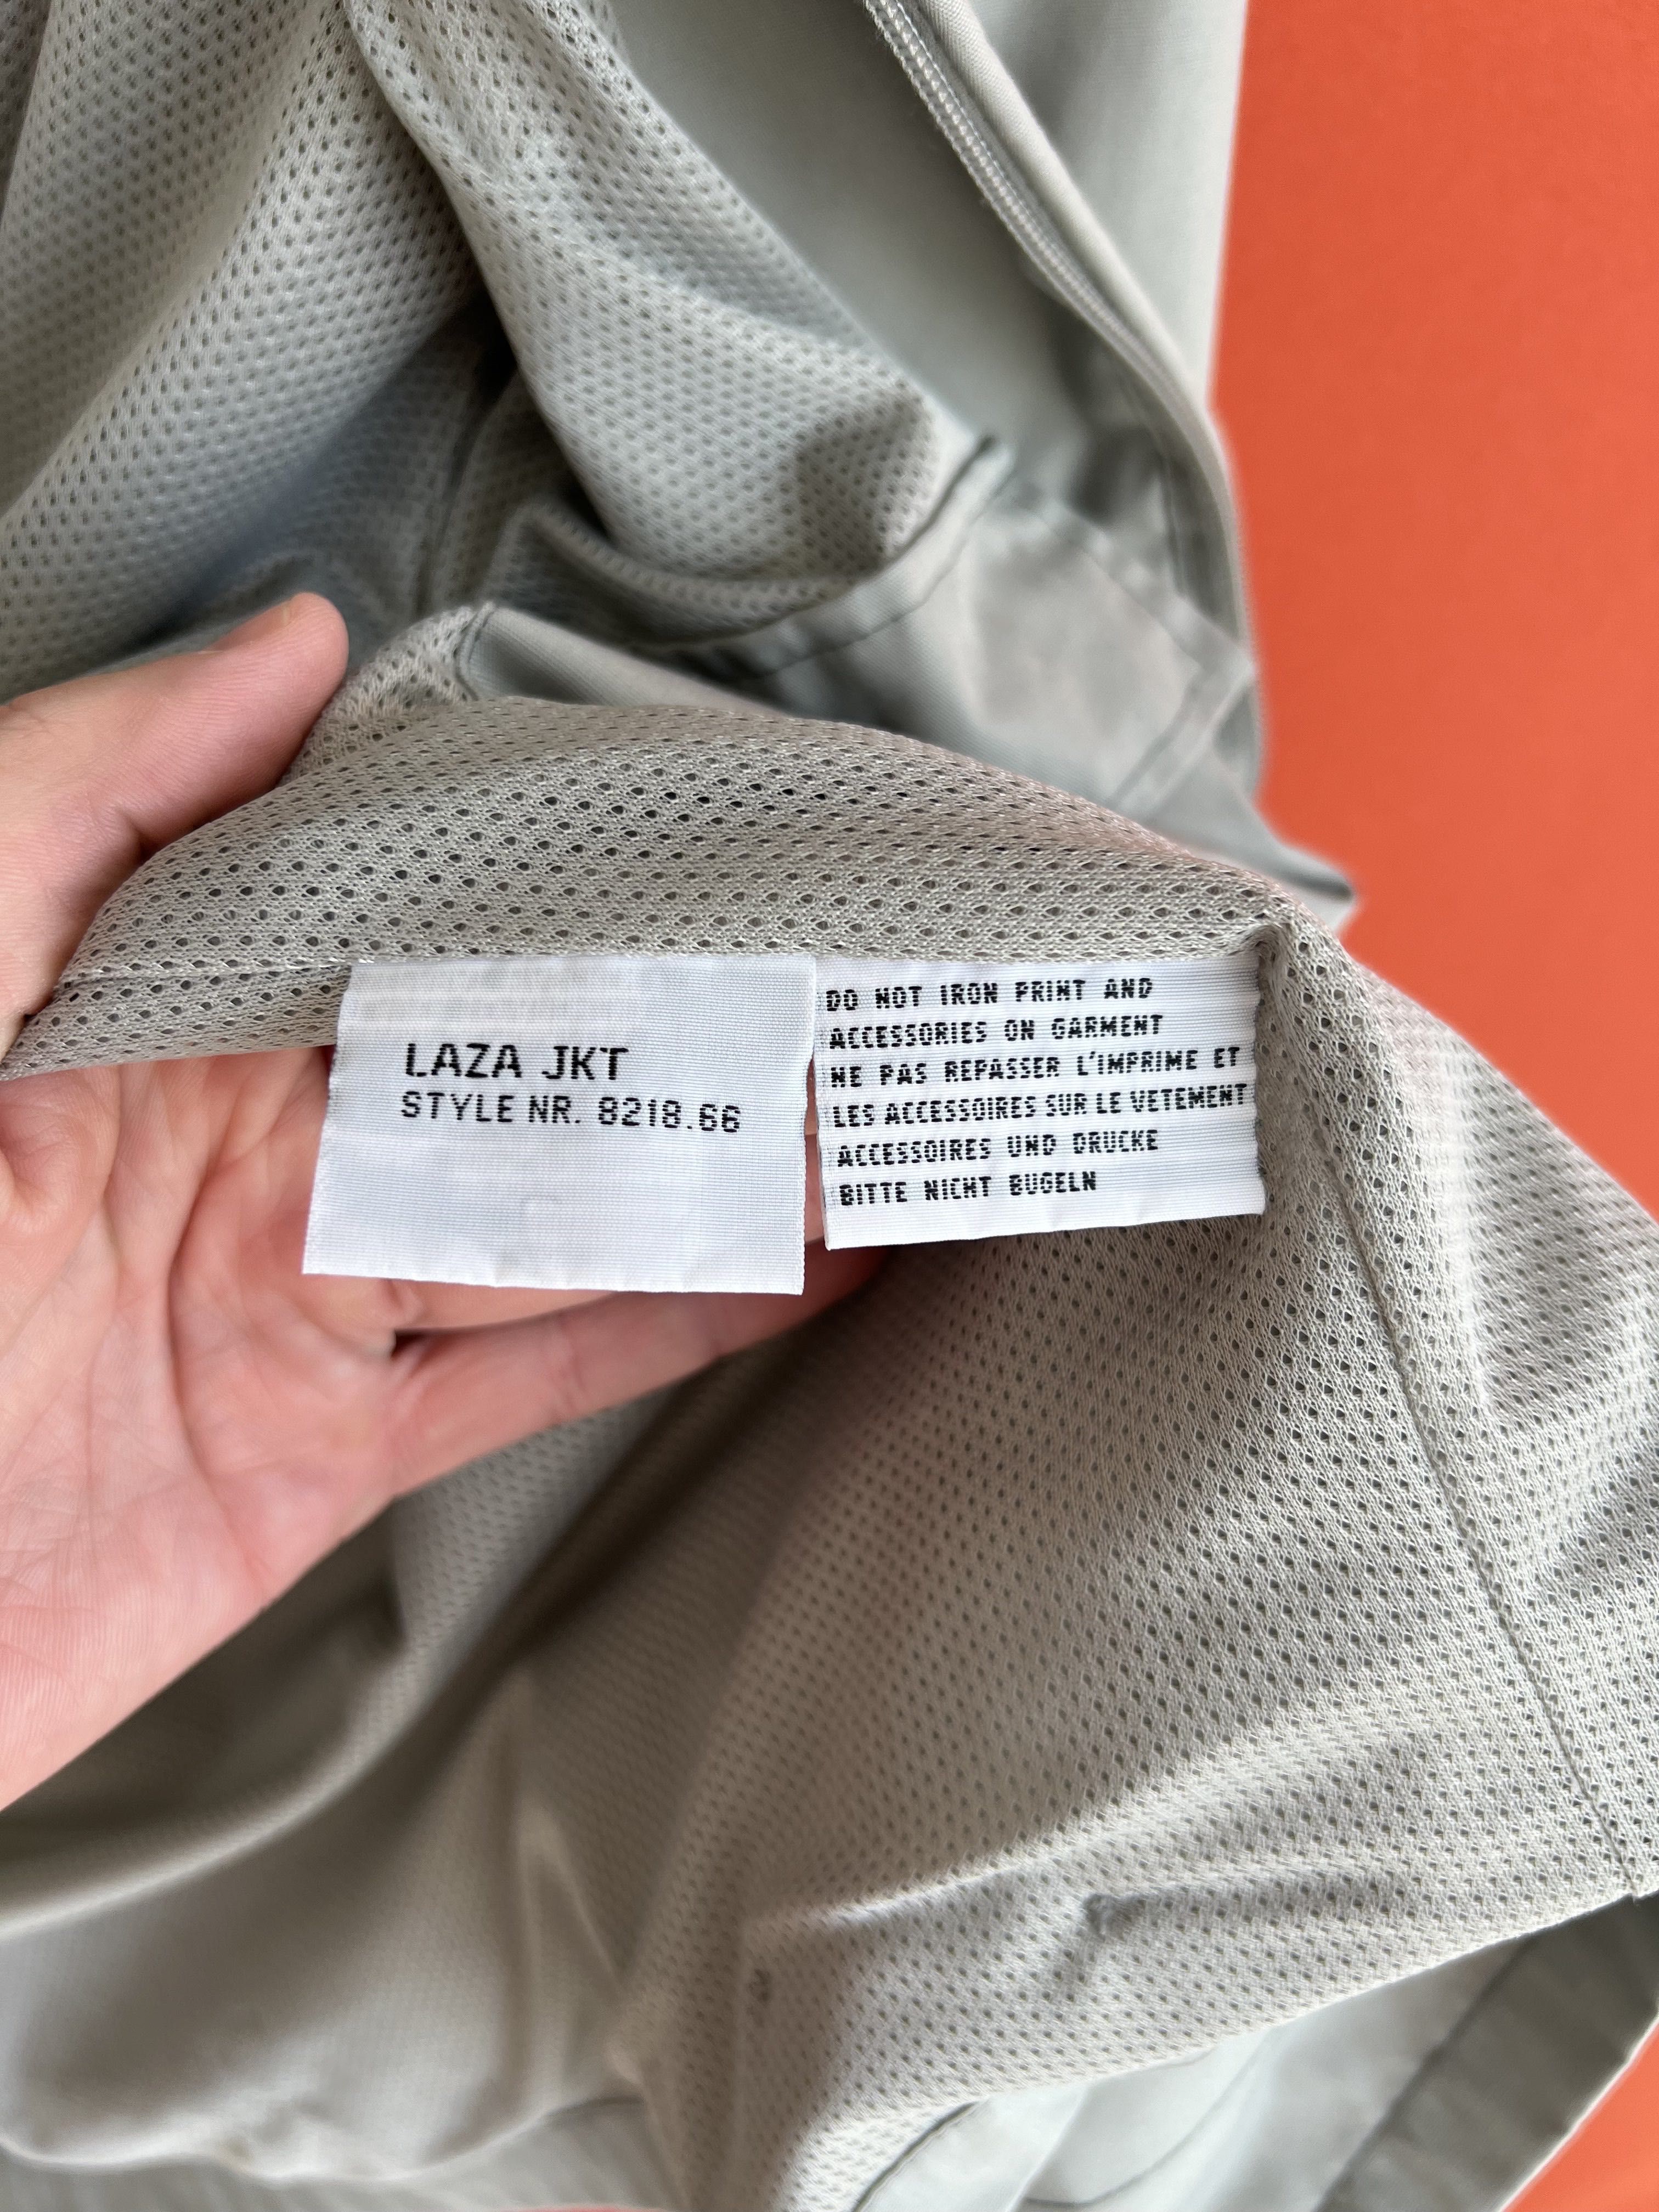 LAZA JKT
STYLE NR. 8218.66
DO NOT IRON PRINT AND
ACCESSORIES ON GARMENT
NE PAS REPASSER L'IMPRIME ET
LES ACCESSOIRES SUR LE VETEMENT
ACCESSOIRES UND DRUCKE
BITTE NICHT BUGELN